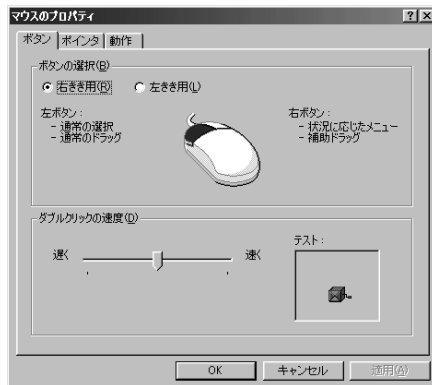 マウスのプロパティ
ボタン ポインタ 動作
ボタンの選択(B)
右きき用(R) 左きき用(L)
左ボタン:
- 通常の選択
- 通常のドラッグ
右ボタン:
- 状況に応じたメニュー
- 補助ドラッグ
ダブルクリックの速度(D)
遅く 速く
テスト:
OK キャンセル 適用(A)